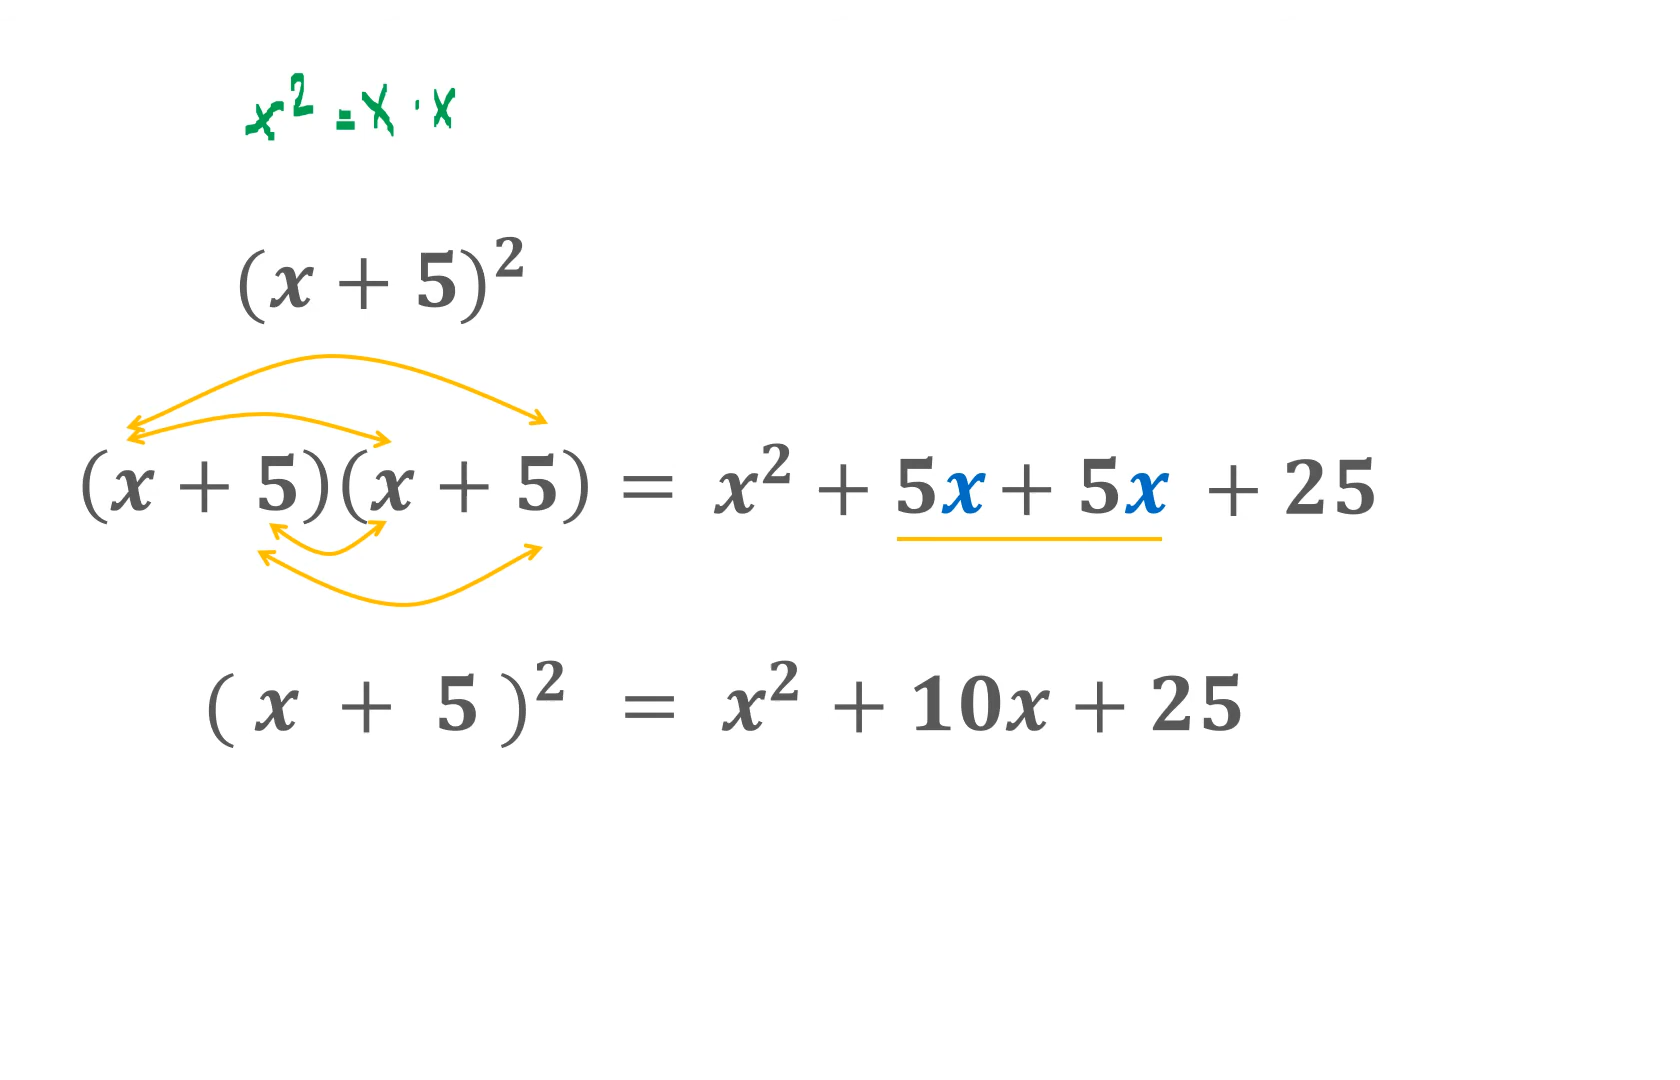 x² = x · x
(x + 5)²
(x + 5)(x + 5) = x² + 5x + 5x + 25
( x + 5 )² = x² + 10x + 25